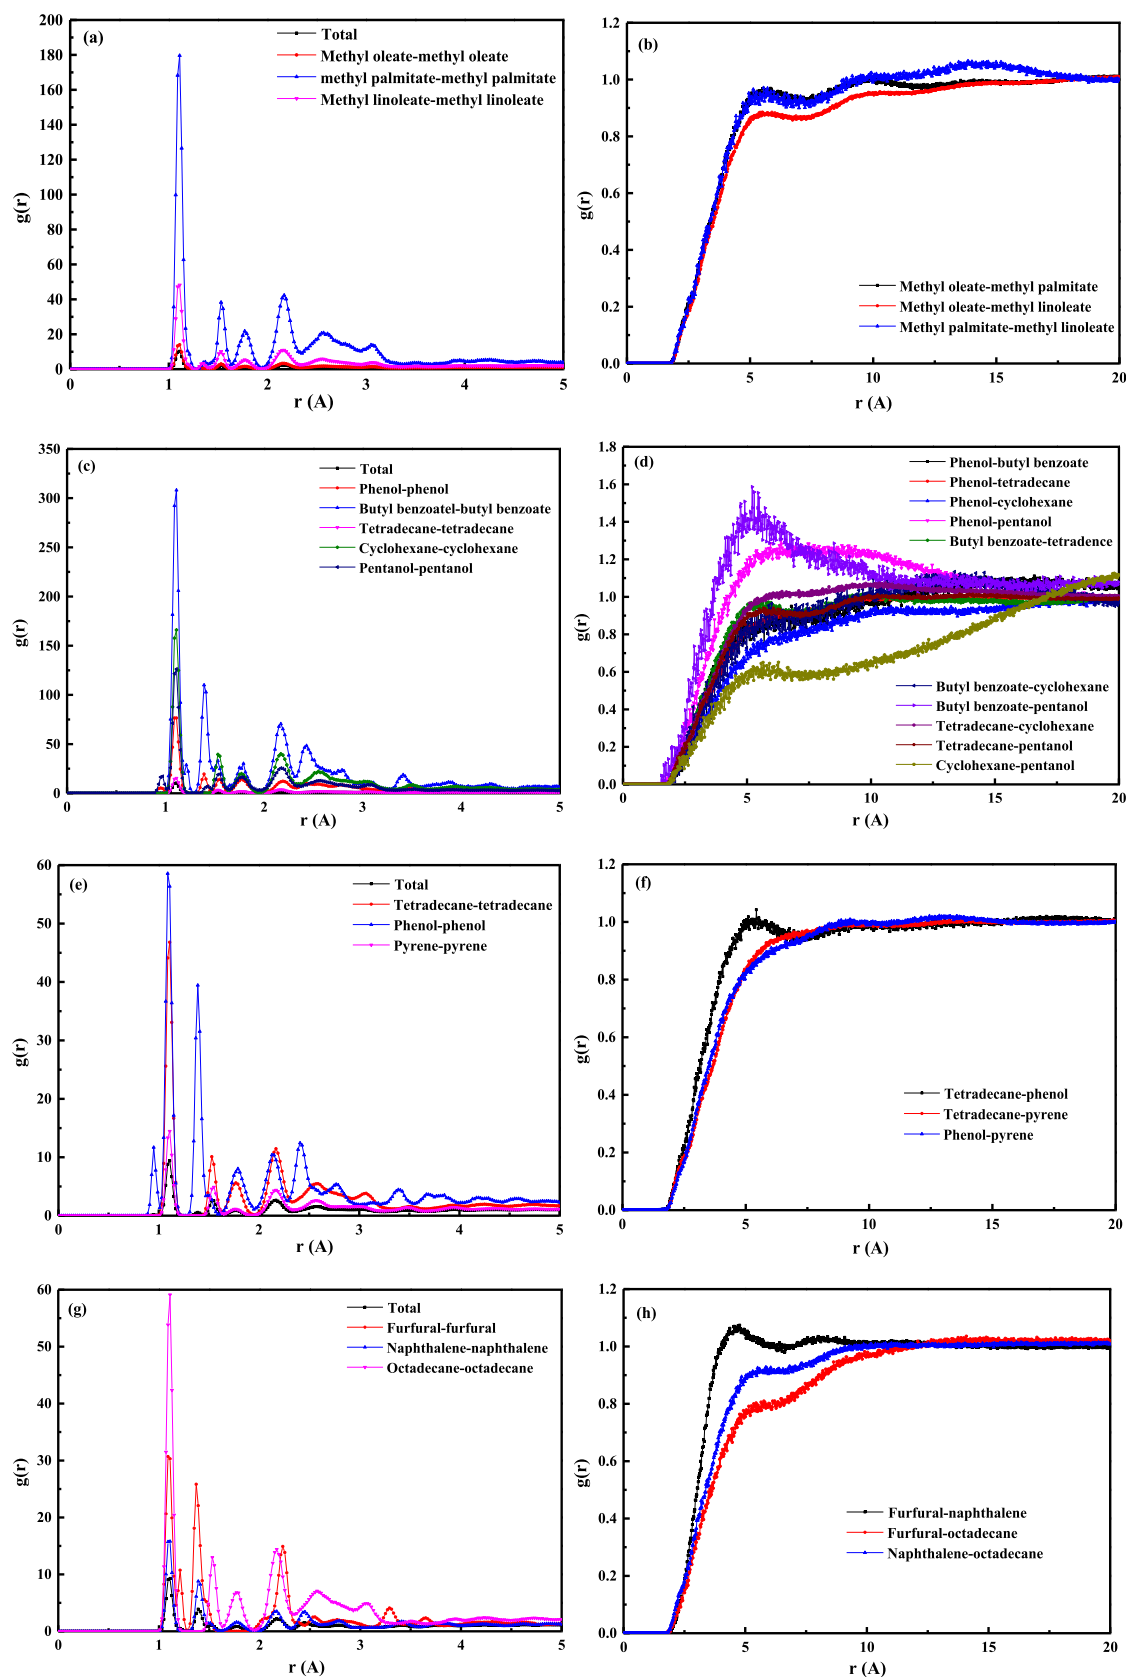 (a)
Total
Methyl oleate-methyl oleate
methyl palmitate-methyl palmitate
Methyl linoleate-methyl linoleate
200
180
160
140
120
100
80
60
40
20
0
g(r)
0 1 2 3 4 5
r (A)
(b)
1.2
1.0
0.8
0.6
0.4
0.2
0.0
g(r)
Methyl oleate-methyl palmitate
Methyl oleate-methyl linoleate
Methyl palmitate-methyl linoleate
0 5 10 15 20
r (A)
(c)
Total
Phenol-phenol
Butyl benzoatel-butyl benzoate
Tetradecane-tetradecane
Cyclohexane-cyclohexane
Pentanol-pentanol
350
300
250
200
150
100
50
0
g(r)
0 1 2 3 4 5
r (A)
(d)
Phenol-butyl benzoate
Phenol-tetradecane
Phenol-cyclohexane
Phenol-pentanol
Butyl benzoate-tetradence
1.8
1.6
1.4
1.2
1.0
0.8
0.6
0.4
0.2
0.0
g(r)
Butyl benzoate-cyclohexane
Butyl benzoate-pentanol
Tetradecane-cyclohexane
Tetradecane-pentanol
Cyclohexane-pentanol
0 5 10 15 20
r (A)
(e)
Total
Tetradecane-tetradecane
Phenol-phenol
Pyrene-pyrene
60
50
40
30
20
10
0
g(r)
0 1 2 3 4 5
r (A)
(f)
1.2
1.0
0.8
0.6
0.4
0.2
0.0
g(r)
Tetradecane-phenol
Tetradecane-pyrene
Phenol-pyrene
0 5 10 15 20
r (A)
(g)
Total
Furfural-furfural
Naphthalene-naphthalene
Octadecane-octadecane
60
50
40
30
20
10
0
g(r)
0 1 2 3 4 5
r (A)
(h)
1.2
1.0
0.8
0.6
0.4
0.2
0.0
g(r)
Furfural-naphthalene
Furfural-octadecane
Naphthalene-octadecane
0 5 10 15 20
r (A)